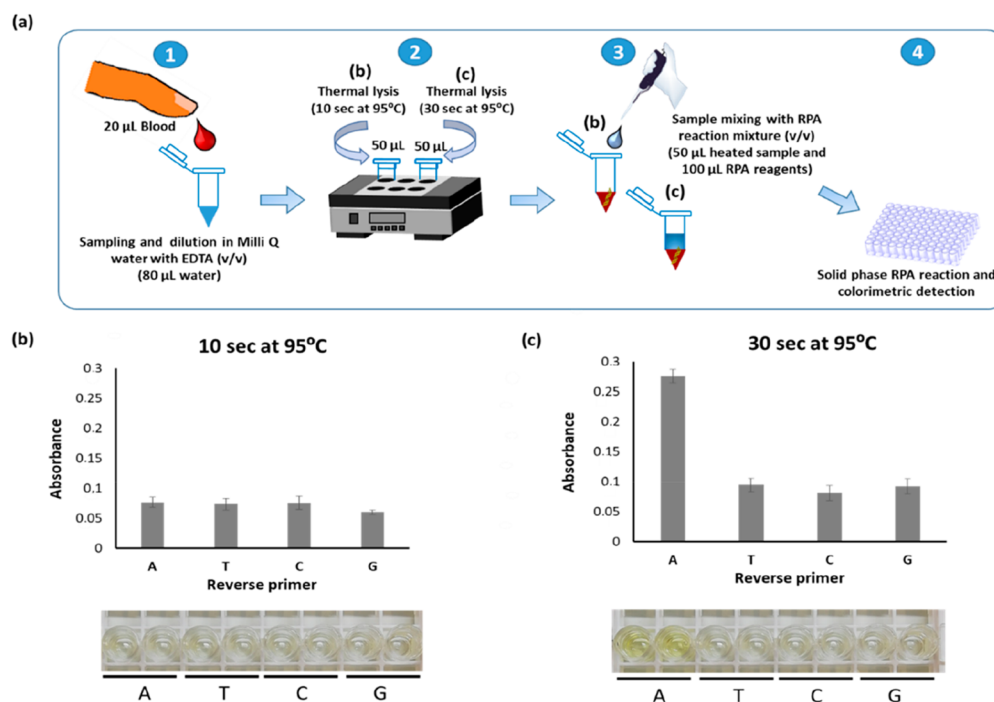 (a)
1
2
3
4
20 µL Blood
Sampling and dilution in Milli Q
water with EDTA (v/v)
(80 µL water)
(b)
Thermal lysis
(10 sec at 95°C)
(c)
Thermal lysis
(30 sec at 95°C)
50 µL
50 µL
(b)
Sample mixing with RPA
reaction mixture (v/v)
(50 µL heated sample and
100 µL RPA reagents)
(c)
Solid phase RPA reaction and
colorimetric detection
(b)
10 sec at 95°C
0.3
0.25
0.2
0.15
0.1
0.05
0
Absorbance
A T C G
Reverse primer
A T C G
(c)
30 sec at 95°C
0.3
0.25
0.2
0.15
0.1
0.05
0
Absorbance
A T C G
Reverse primer
A T C G